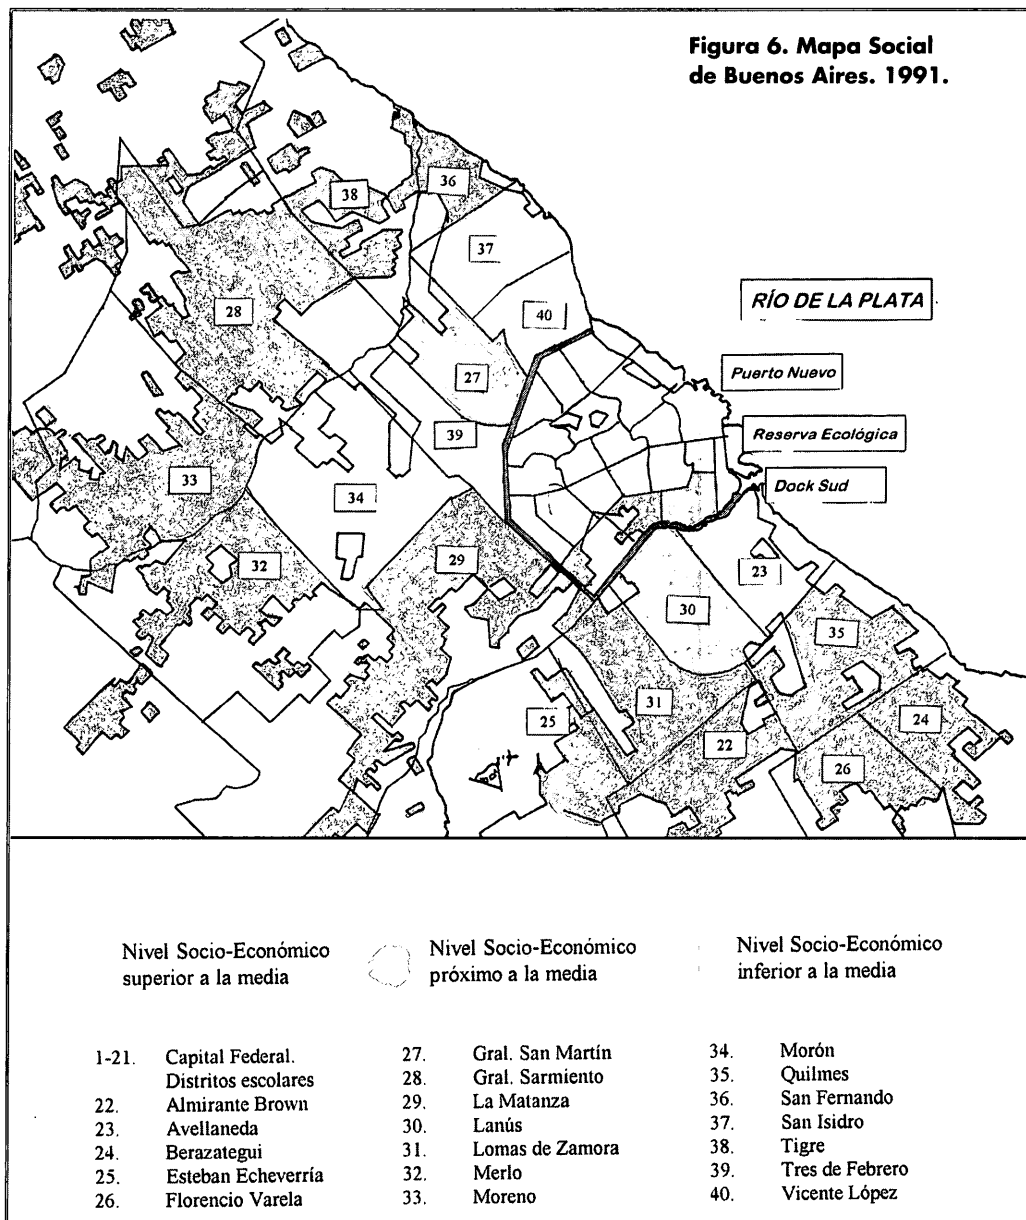 Figura 6. Mapa Social
de Buenos Aires. 1991.
38
36
37
RÍO DE LA PLATA
28
40
Puerto Nuevo
27
39
Reserva Ecológica
33
34
Dock Sud
32
29
23
30
35
31
25
22
24
26
Nivel Socio-Económico
superior a la media
Nivel Socio-Económico
próximo a la media
Nivel Socio-Económico
inferior a la media
1-21. Capital Federal.
Distritos escolares
22. Almirante Brown
23. Avellaneda
24. Berazategui
25. Esteban Echeverría
26. Florencio Varela
27. Gral. San Martín
28. Gral. Sarmiento
29. La Matanza
30. Lanús
31. Lomas de Zamora
32. Merlo
33. Moreno
34. Morón
35. Quilmes
36. San Fernando
37. San Isidro
38. Tigre
39. Tres de Febrero
40. Vicente López